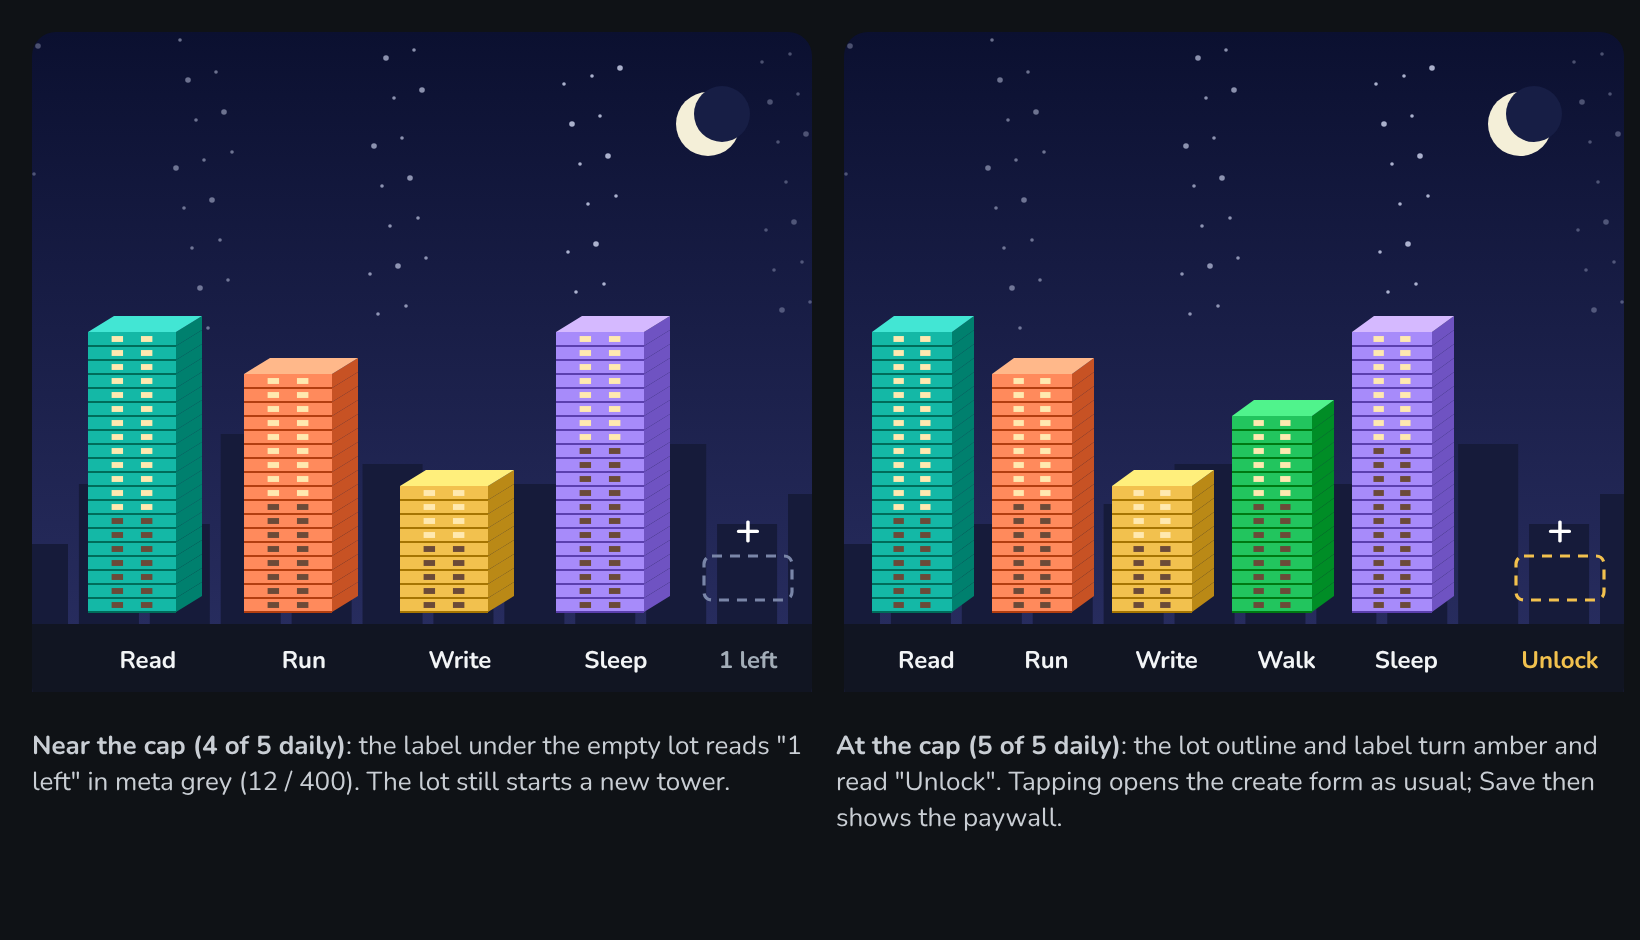 Read Run Write Sleep 1 left
Near the cap (4 of 5 daily): the label under the empty lot reads "1
left" in meta grey (12 / 400). The lot still starts a new tower.
Read Run Write Walk Sleep Unlock
At the cap (5 of 5 daily): the lot outline and label turn amber and
read "Unlock". Tapping opens the create form as usual; Save then
shows the paywall.